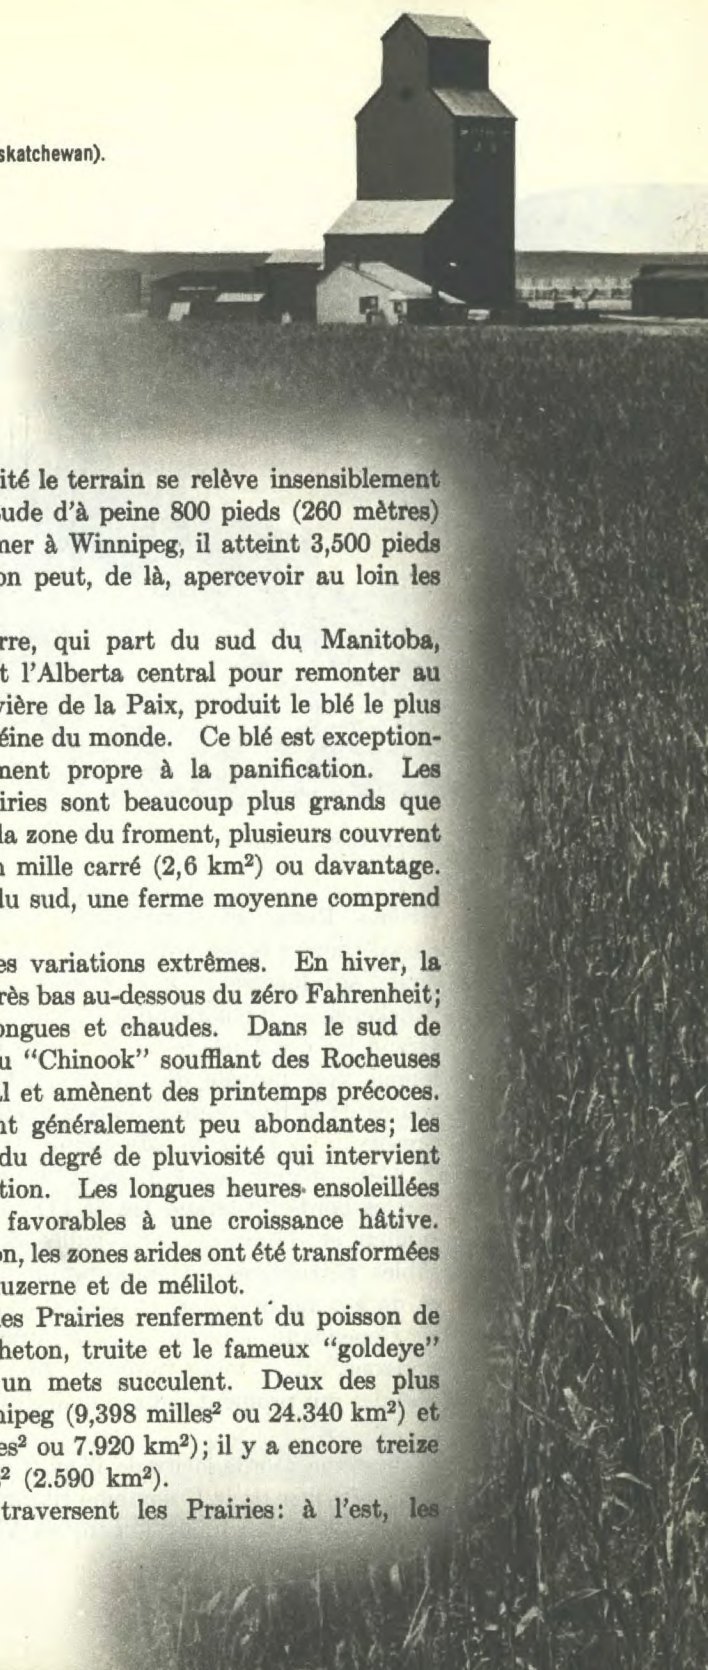 skatchewan).
ité le terrain se relève insensiblement
ude d'à peine 800 pieds (260 mètres)
ner à Winnipeg, il atteint 3,500 pieds
on peut, de là, apercevoir au loin les
rre, qui part du sud du Manitoba,
t l'Alberta central pour remonter au
vière de la Paix, produit le blé le plus
éine du monde. Ce blé est exception-
ment propre à la panification. Les
iries sont beaucoup plus grands que
la zone du froment, plusieurs couvrent
n mille carré (2,6 km²) ou davantage.
du sud, une ferme moyenne comprend
es variations extrêmes. En hiver, la
rès bas au-dessous du zéro Fahrenheit;
ongues et chaudes. Dans le sud de
u "Chinook" soufflant des Rocheuses
l et amènent des printemps précoces.
nt généralement peu abondantes; les
du degré de pluviosité qui intervient
tion. Les longues heures ensoleillées
favorables à une croissance hâtive.
on, les zones arides ont été transformées
uzerne et de mélilot.
es Prairies renferment du poisson de
heton, truite et le fameux "goldeye"
un mets succulent. Deux des plus
nipeg (9,398 milles² ou 24.340 km²) et
es² ou 7.920 km²); il y a encore treize
² (2.590 km²).
traversent les Prairies: à l'est, les